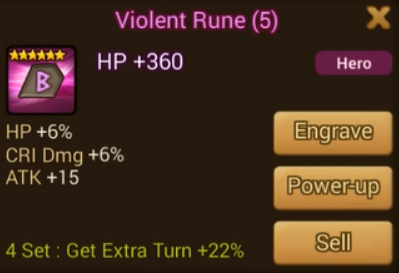 Violent Rune (5)
HP +360
Hero
HP +6%
CRI Dmg +6%
ATK +15
Engrave
Power-up
Sell
4 Set : Get Extra Turn +22%